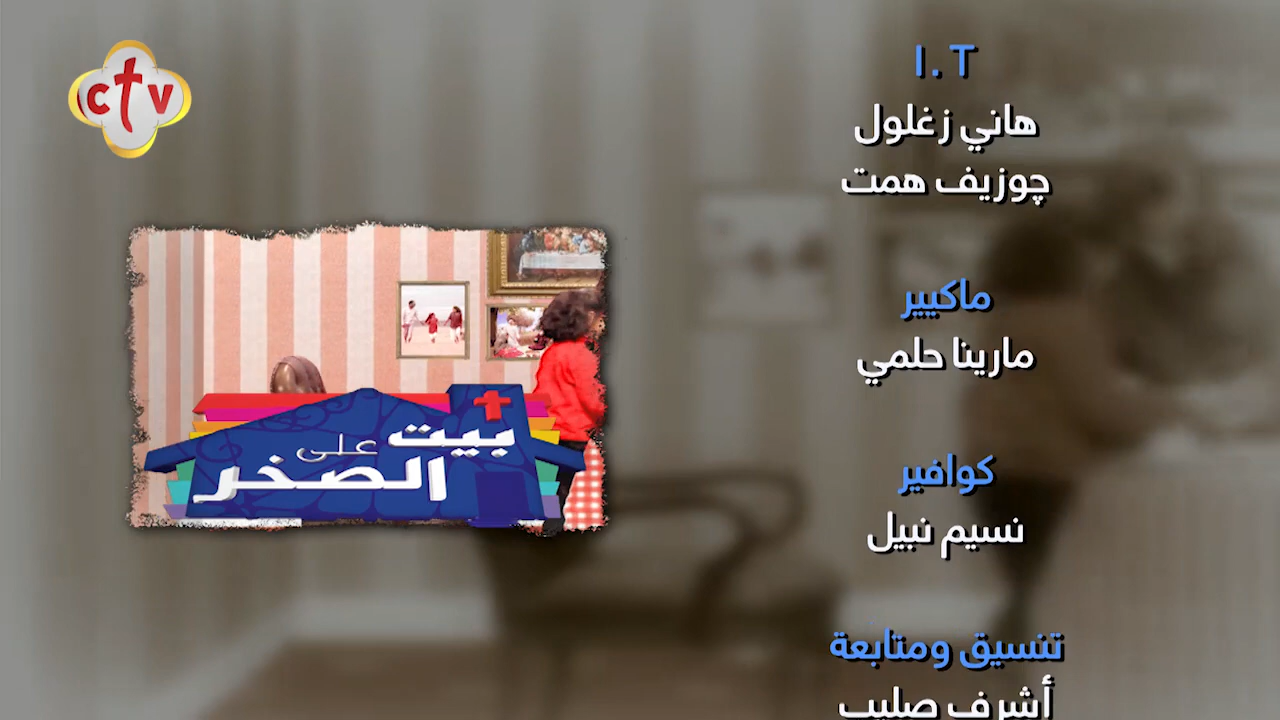 ctv
I.T
هاني زغلول
چوزيف همت
ماكيير
مارينا حلمي
كوافير
نسيم نبيل
تنسيق ومتابعة
أشرف صليب
بيت على
الصخر